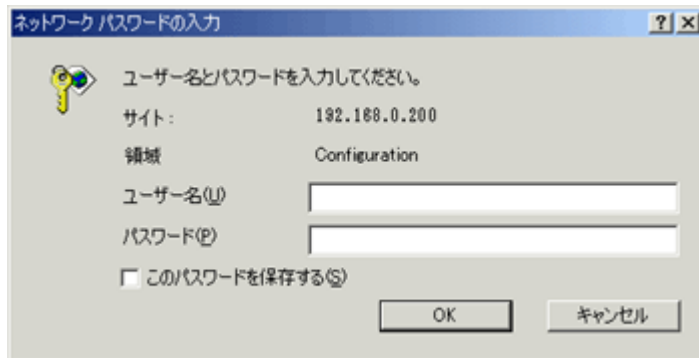 ネットワーク パスワードの入力
ユーザー名とパスワードを入力してください。
サイト: 192.168.0.200
領域 Configuration
ユーザー名(U)
パスワード(P)
このパスワードを保存する(S)
OK キャンセル